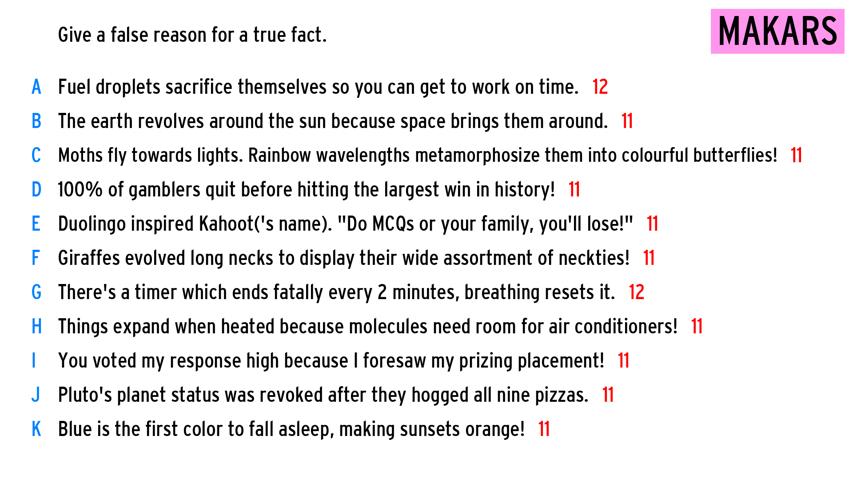 Give a false reason for a true fact.
MAKARS
A Fuel droplets sacrifice themselves so you can get to work on time. 12
B The earth revolves around the sun because space brings them around. 11
C Moths fly towards lights. Rainbow wavelengths metamorphosize them into colourful butterflies! 11
D 100% of gamblers quit before hitting the largest win in history! 11
E Duolingo inspired Kahoot('s name). "Do MCQs or your family, you'll lose!" 11
F Giraffes evolved long necks to display their wide assortment of neckties! 11
G There's a timer which ends fatally every 2 minutes, breathing resets it. 12
H Things expand when heated because molecules need room for air conditioners! 11
I You voted my response high because I foresaw my prizing placement! 11
J Pluto's planet status was revoked after they hogged all nine pizzas. 11
K Blue is the first color to fall asleep, making sunsets orange! 11